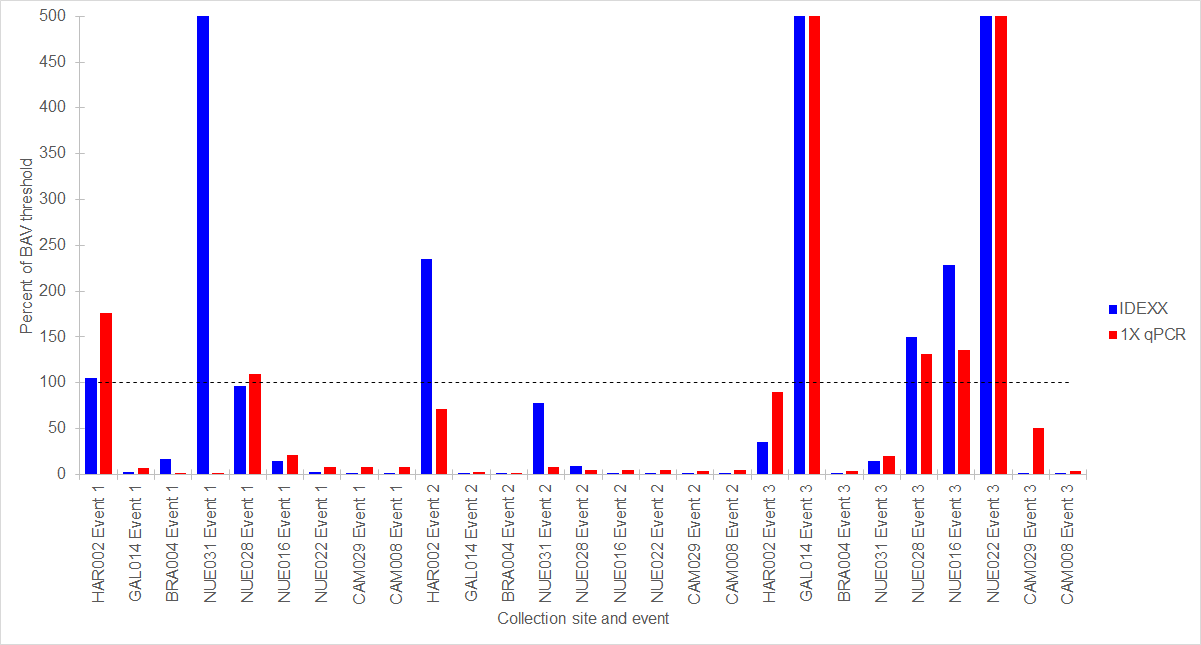 500
450
400
350
300
250
200
150
100
50
0
Percent of BAV threshold
HAR002 Event 1
GAL014 Event 1
BRA004 Event 1
NUE031 Event 1
NUE028 Event 1
NUE016 Event 1
NUE022 Event 1
CAM029 Event 1
CAM008 Event 1
HAR002 Event 2
GAL014 Event 2
BRA004 Event 2
NUE031 Event 2
NUE028 Event 2
NUE016 Event 2
NUE022 Event 2
CAM029 Event 2
CAM008 Event 2
HAR002 Event 3
GAL014 Event 3
BRA004 Event 3
NUE031 Event 3
NUE028 Event 3
NUE016 Event 3
NUE022 Event 3
CAM029 Event 3
CAM008 Event 3
Collection site and event
IDEXX
1X qPCR